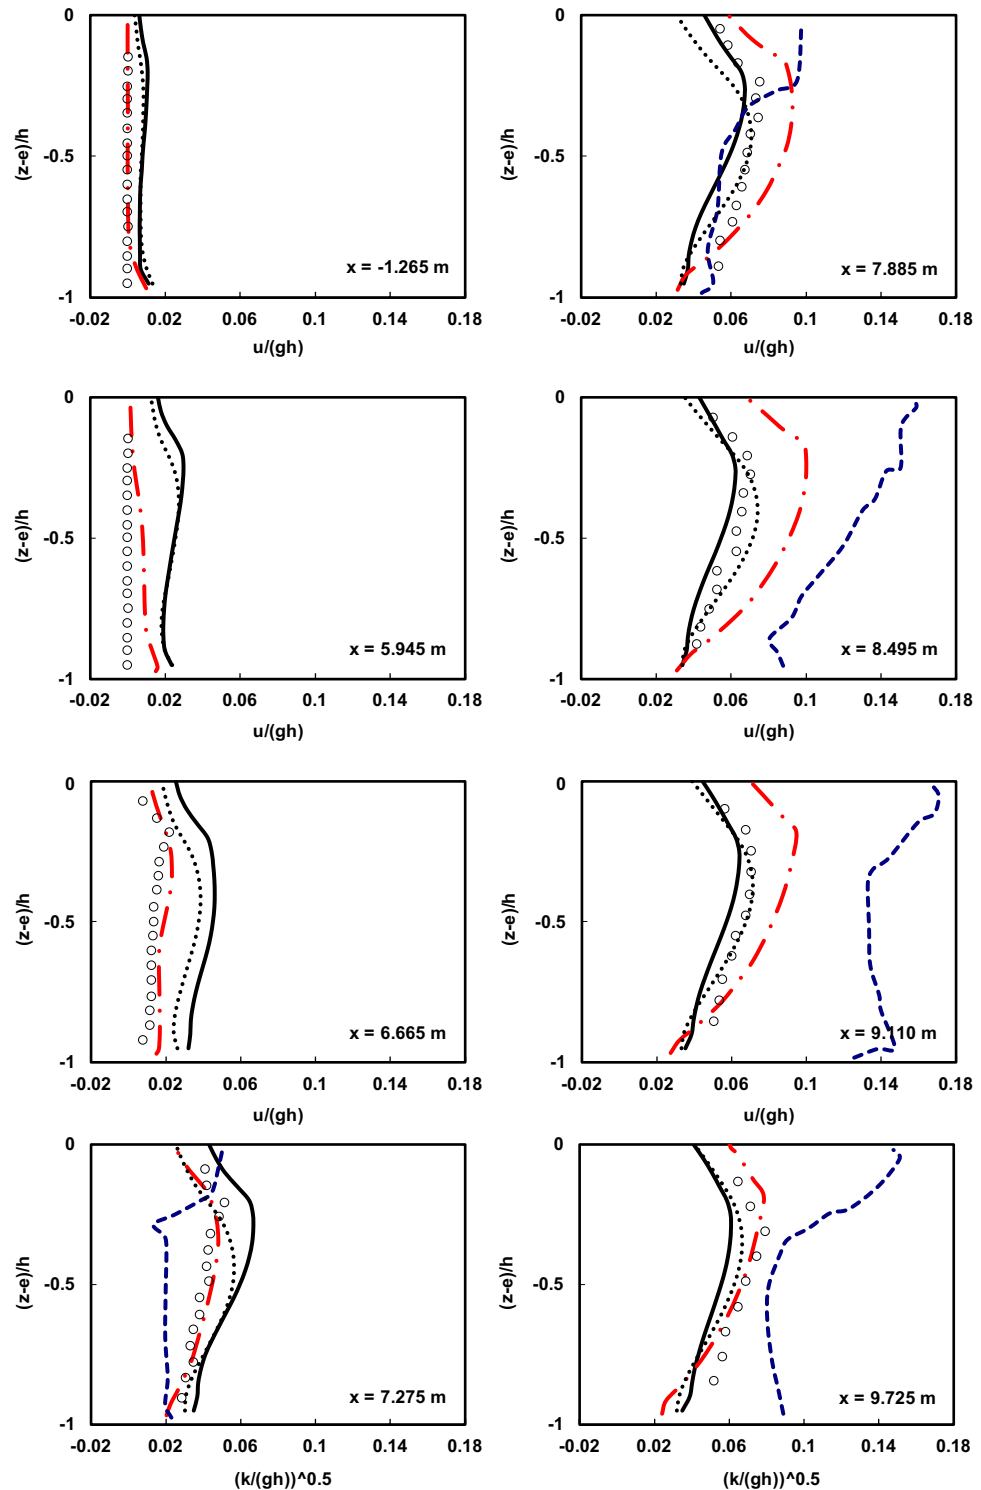 0
-0.5
-1
(z-e)/h
x = -1.265 m
-0.02 0.02 0.06 0.1 0.14 0.18
u/(gh)
0
-0.5
-1
(z-e)/h
x = 7.885 m
-0.02 0.02 0.06 0.1 0.14 0.18
u/(gh)
0
-0.5
-1
(z-e)/h
x = 5.945 m
-0.02 0.02 0.06 0.1 0.14 0.18
u/(gh)
0
-0.5
-1
(z-e)/h
x = 8.495 m
-0.02 0.02 0.06 0.1 0.14 0.18
u/(gh)
0
-0.5
-1
(z-e)/h
x = 6.665 m
-0.02 0.02 0.06 0.1 0.14 0.18
u/(gh)
0
-0.5
-1
(z-e)/h
x = 9.110 m
-0.02 0.02 0.06 0.1 0.14 0.18
u/(gh)
0
-0.5
-1
(z-e)/h
x = 7.275 m
-0.02 0.02 0.06 0.1 0.14 0.18
(k/(gh))^0.5
0
-0.5
-1
(z-e)/h
x = 9.725 m
-0.02 0.02 0.06 0.1 0.14 0.18
(k/(gh))^0.5